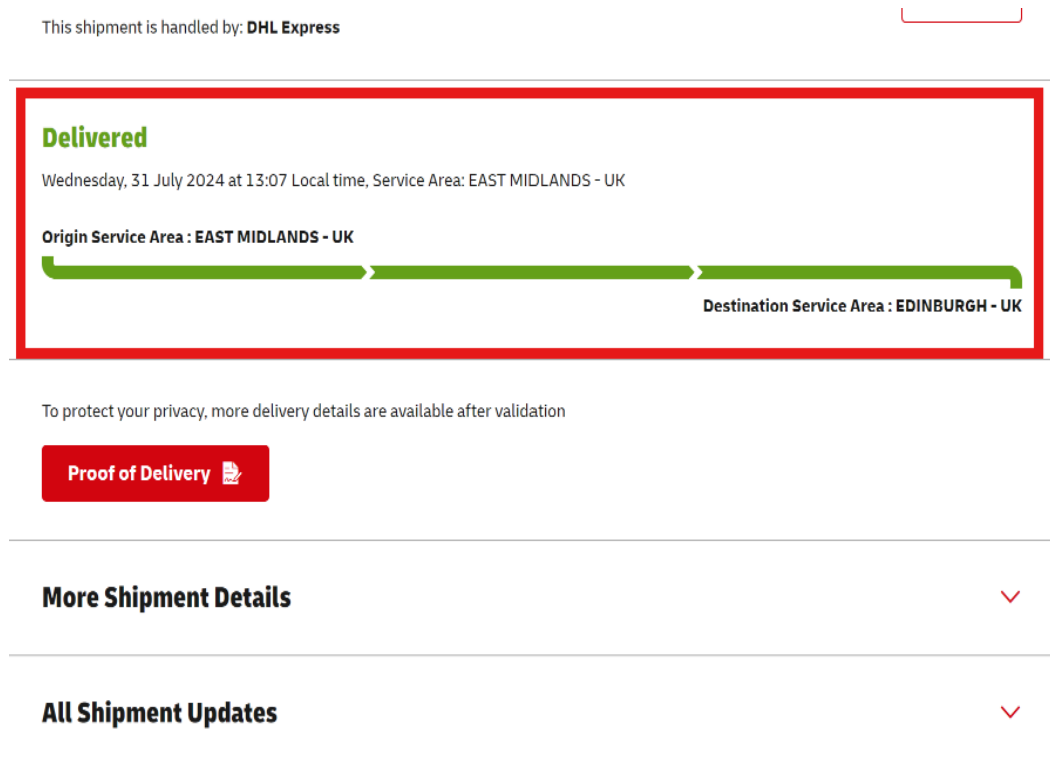 This shipment is handled by: DHL Express
Delivered
Wednesday, 31 July 2024 at 13:07 Local time, Service Area: EAST MIDLANDS - UK
Origin Service Area : EAST MIDLANDS - UK
Destination Service Area : EDINBURGH - UK
To protect your privacy, more delivery details are available after validation
Proof of Delivery
More Shipment Details
All Shipment Updates